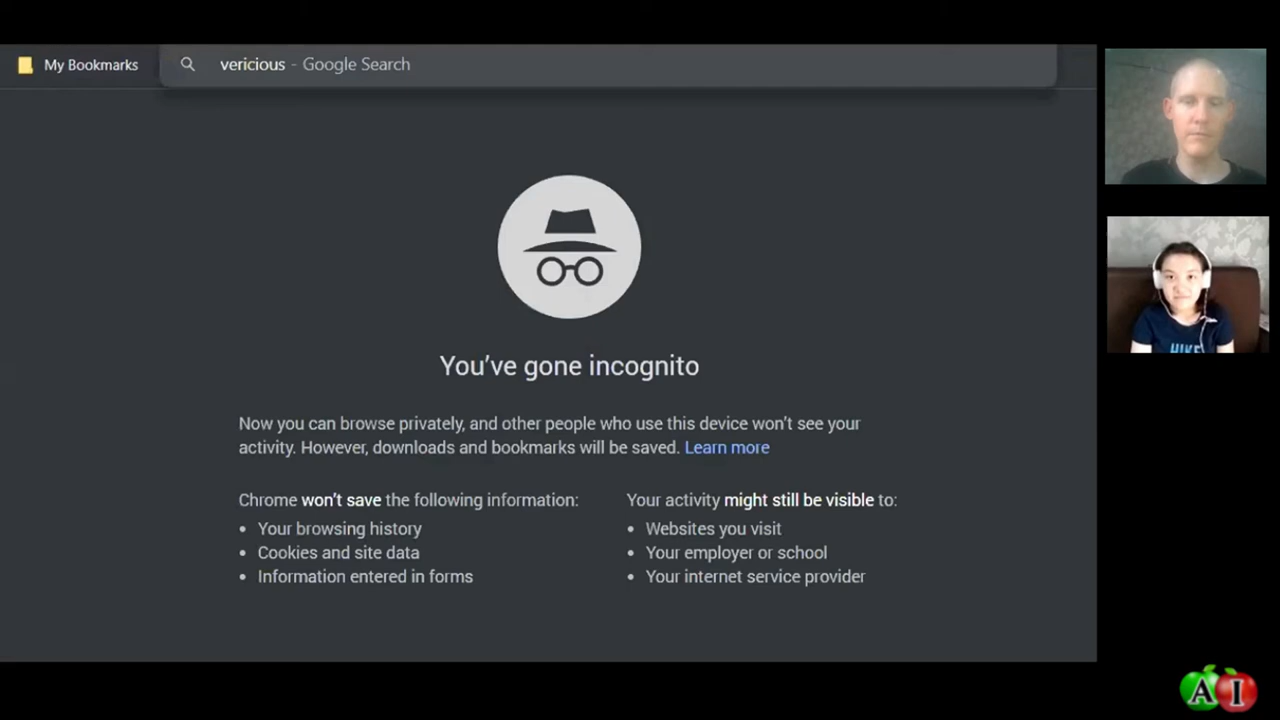 My Bookmarks
vericious - Google Search
You've gone incognito
Now you can browse privately, and other people who use this device won't see your
activity. However, downloads and bookmarks will be saved. Learn more
Chrome won't save the following information:
• Your browsing history
• Cookies and site data
• Information entered in forms
Your activity might still be visible to:
• Websites you visit
• Your employer or school
• Your internet service provider
HIKE
A I